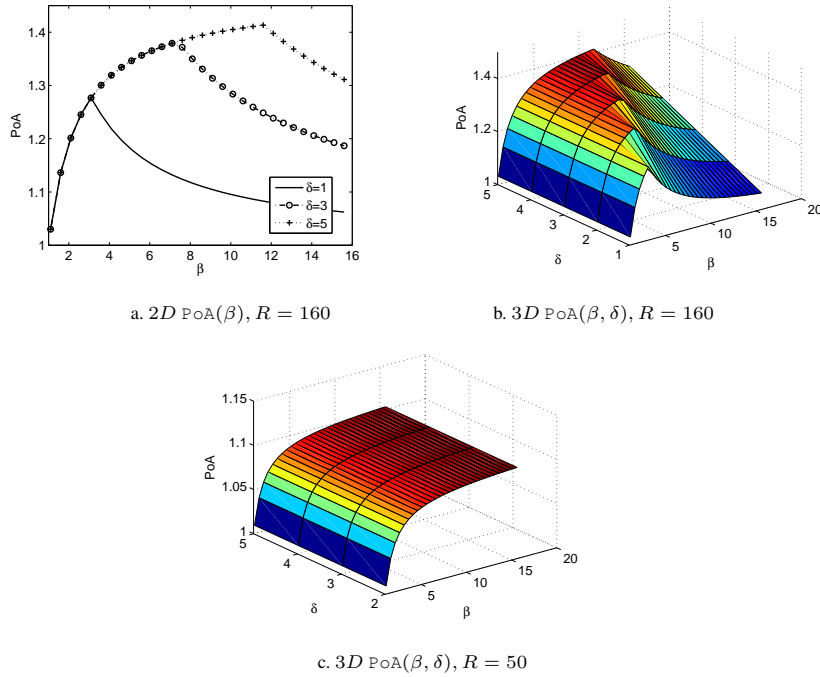 1.4
1.3
1.2
1.1
1
PoA
2 4 6 8 10 12 14 16
β
δ=1
δ=3
δ=5
a. 2D PoA(β), R = 160
1.4
1.2
1
PoA
5 4 3 2 1
δ
5 10 15 20
β
b. 3D PoA(β, δ), R = 160
1.15
1.1
1.05
1
PoA
5 4 3 2
δ
5 10 15 20
β
c. 3D PoA(β, δ), R = 50